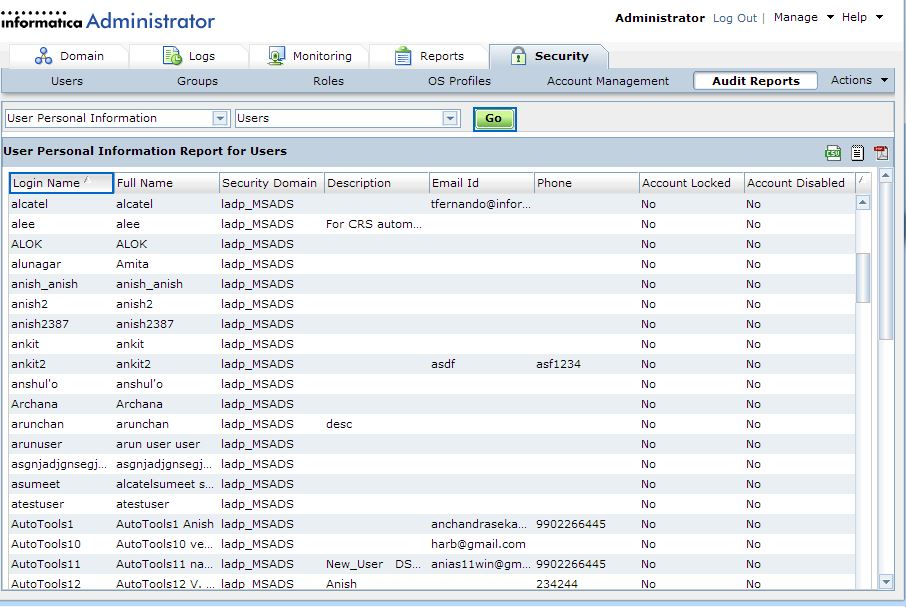 informatica Administrator
Administrator Log Out | Manage Help
Domain Logs Monitoring Reports Security
Users Groups Roles OS Profiles Account Management Audit Reports Actions
User Personal Information Users Go
User Personal Information Report for Users
CSV
Login Name Full Name Security Domain Description Email Id Phone Account Locked Account Disabled
alcatel alcatel ladp_MSADS tfernando@infor... No No
alee alee ladp_MSADS For CRS autom... No No
ALOK ALOK ladp_MSADS No No
alunagar Amita ladp_MSADS No No
anish_anish anish_anish ladp_MSADS No No
anish2 anish2 ladp_MSADS No No
anish2387 anish2387 ladp_MSADS No No
ankit ankit ladp_MSADS No No
ankit2 ankit2 ladp_MSADS asdf asf1234 No No
anshul'o anshul'o ladp_MSADS No No
Archana Archana ladp_MSADS No No
arunchan arunchan ladp_MSADS desc No No
arunuser arun user user ladp_MSADS No No
asgnjadjgnsegj... asgnjadjgnsegj... ladp_MSADS No No
asumeet alcatelsumeet s... ladp_MSADS No No
atestuser atestuser ladp_MSADS No No
AutoTools1 AutoTools1 Anish ladp_MSADS anchandraseka... 9902266445 No No
AutoTools10 AutoTools10 ve... ladp_MSADS harb@gmail.com No No
AutoTools11 AutoTools11 na... ladp_MSADS New_User DS... anias11win@gm... 9902266445 No No
AutoTools12 AutoTools12 V. ... ladp_MSADS Anish 234244 No No